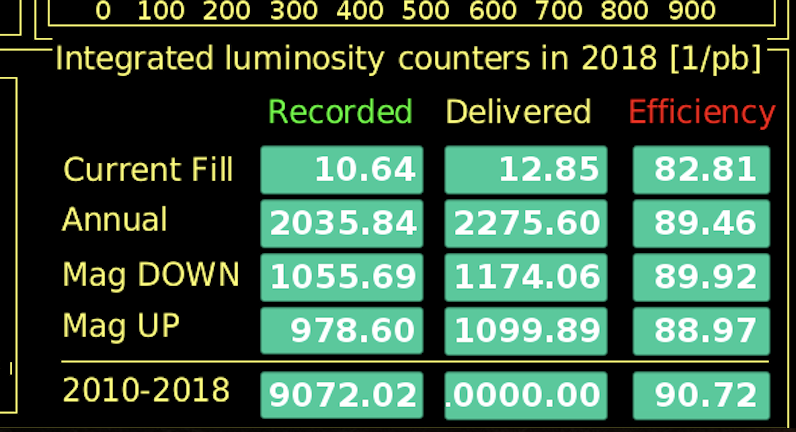 0 100 200 300 400 500 600 700 800 900
Integrated luminosity counters in 2018 [1/pb]
Recorded Delivered Efficiency
Current Fill 10.64 12.85 82.81
Annual 2035.84 2275.60 89.46
Mag DOWN 1055.69 1174.06 89.92
Mag UP 978.60 1099.89 88.97
2010-2018 9072.02 .0000.00 90.72